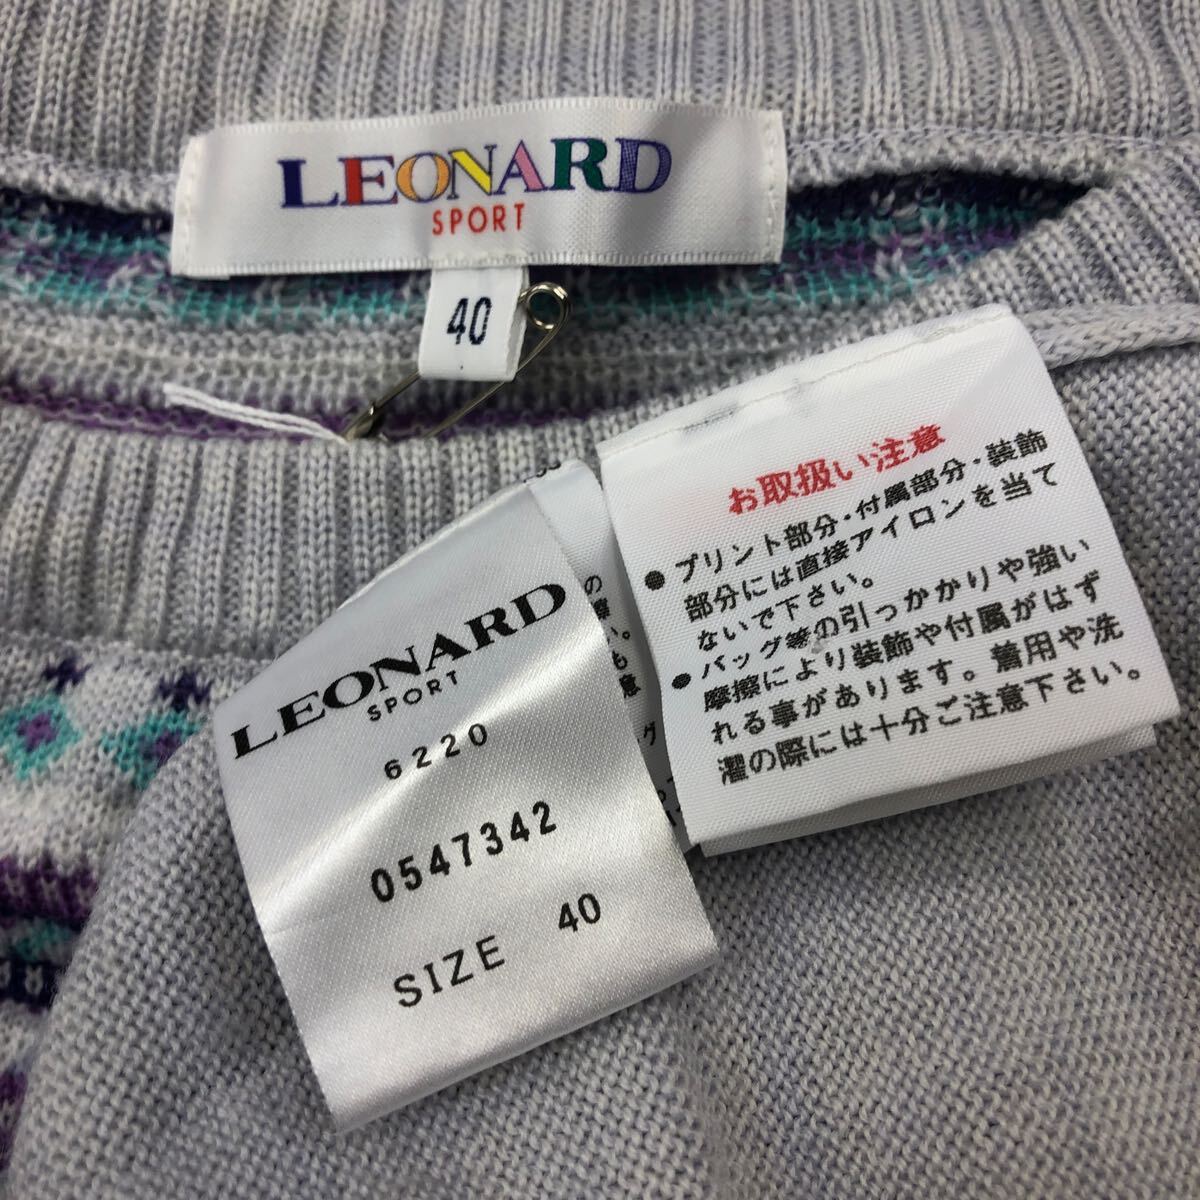 LEONARD
SPORT
40
LEONARD
SPORT
6220
0547342
SIZE 40
お取扱い注意
●プリント部分・付属部分・装飾
部分には直接アイロンを当て
ないで下さい。
●バッグ等の引っかかりや強い
摩擦により装飾や付属がはず
れる事があります。着用や洗
濯の際には十分ご注意下さい。